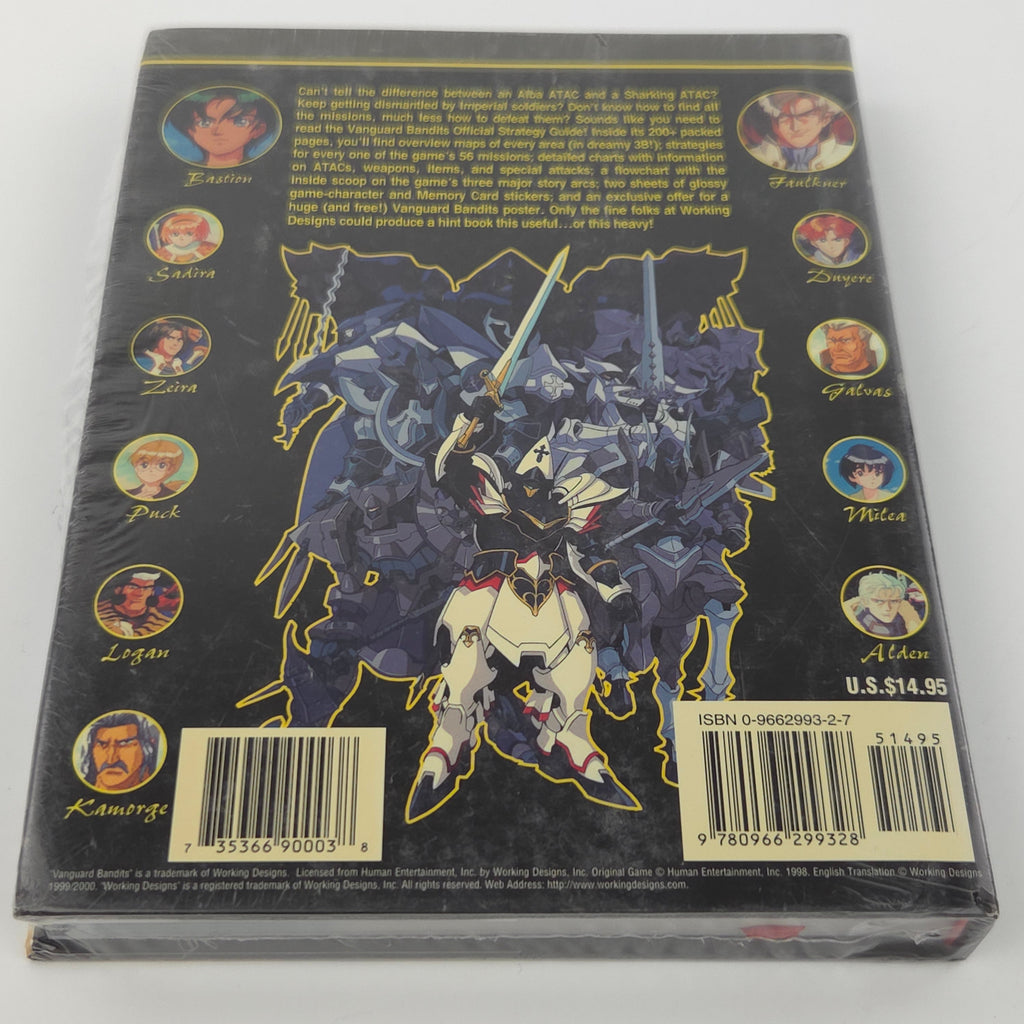 Can't tell the difference between an Alba ATAC and a Sharking ATAC?
Keep getting dismantled by Imperial soldiers? Don't know how to find all
the missions, much less how to defeat them? Sounds like you need to
read the Vanguard Bandits Official Strategy Guide! Inside its 200+ packed
pages, you'll find overview maps of every area (in dreamy 3B!); strategies
for every one of the game's 56 missions; detailed charts with information
on ATACs, weapons, items, and special attacks; a flowchart with the
inside scoop on the game's three major story arcs; two sheets of glossy
game-character and Memory Card stickers; and an exclusive offer for a
huge (and free!) Vanguard Bandits poster. Only the fine folks at Working
Designs could produce a hint book this useful...or this heavy!
Bastion
Faulkner
Sadira
Duyere
Zeira
Galvas
Puck
Milea
Logan
Alden
Kamorge
U.S.$14.95
ISBN 0-9662993-2-7
51495
7 35366 90003 8
9 780966 299328
"Vanguard Bandits" is a trademark of Working Designs. Licensed from Human Entertainment, Inc. by Working Designs, Inc. Original Game © Human Entertainment, Inc. 1998. English Translation © Working Designs
1999/2000. "Working Designs" is a registered trademark of Working Designs, Inc. All rights reserved. Web Address: http://www.workingdesigns.com.